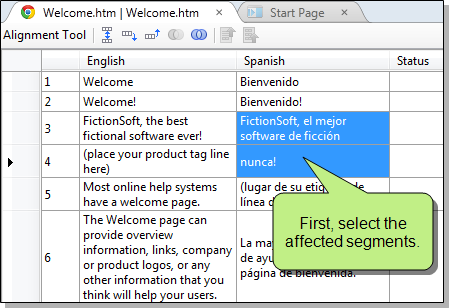 Welcome.htm | Welcome.htm
Start Page
Alignment Tool
English Spanish Status
1 Welcome Bienvenido
2 Welcome! Bienvenido!
3 FictionSoft, the best FictionSoft, el mejor
fictional software ever! software de ficción
4 (place your product tag line nunca!
here)
5 Most online help systems (lugar de su etiq de
have a welcome page. línea d
6 The Welcome page can
provide overview
information, links, company La ma
or product logos, or any de ayu
other information that you página de bienvenida.
think will help your users.
First, select the
affected segments.